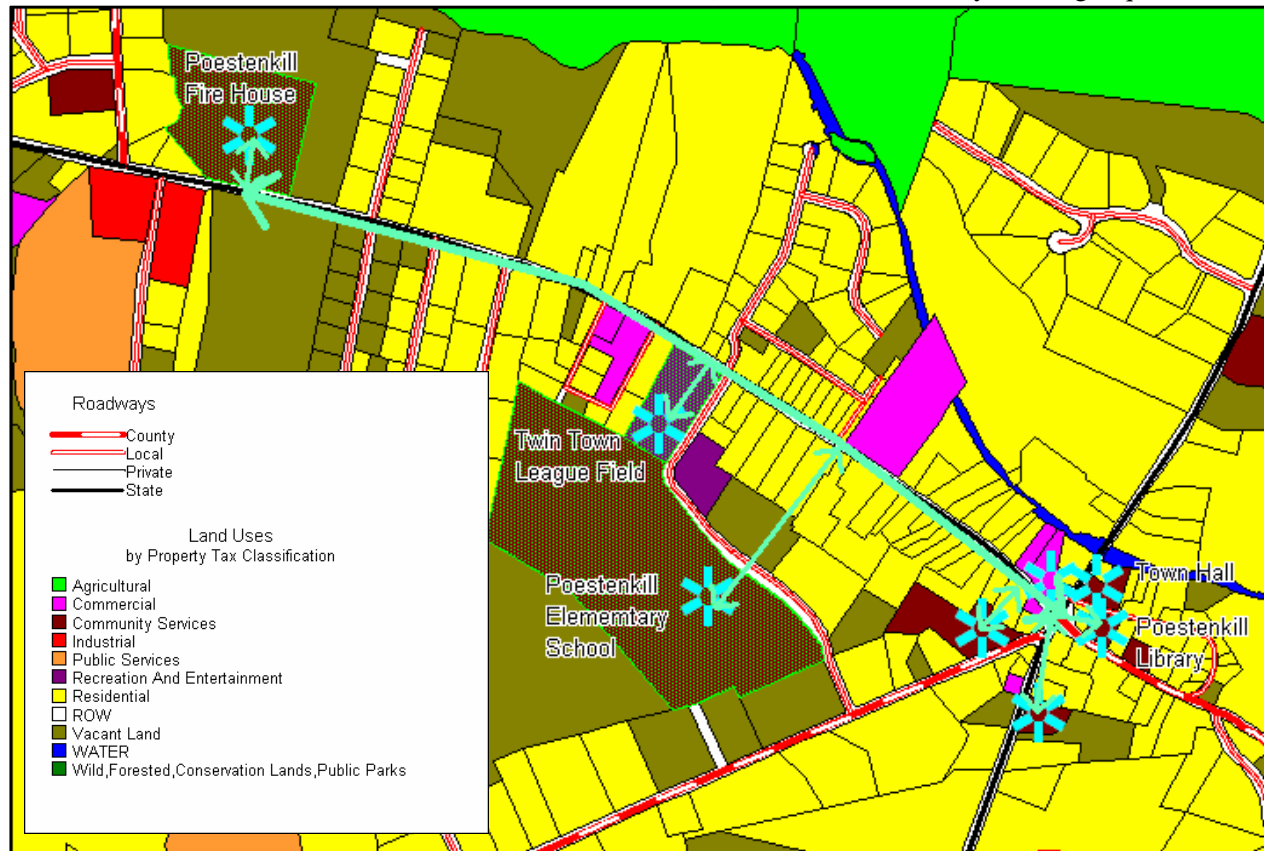 Poestenkill
Fire House
Twin Town
League Field
Poestenkill
Elememtary
School
Town Hall
Poestenkill
Library
Roadways
County
Local
Private
State
Land Uses
by Property Tax Classification
Agricultural
Commercial
Community Services
Industrial
Public Services
Recreation And Entertainment
Residential
ROW
Vacant Land
WATER
Wild,Forested,Conservation Lands,Public Parks